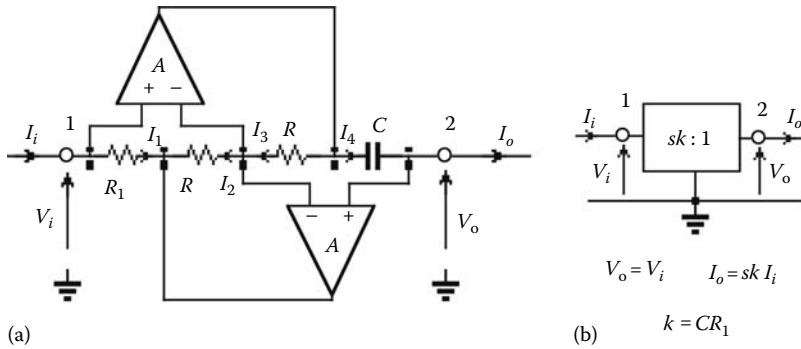 A
+ −
I_i 1 I_1 I_3 R I_4 C 2 I_o
R_1 R I_2
− +
V_i A V_o
(a)
1 2
I_i sk : 1 I_o
V_i V_o
V_o = V_i I_o = sk I_i
k = CR_1
(b)